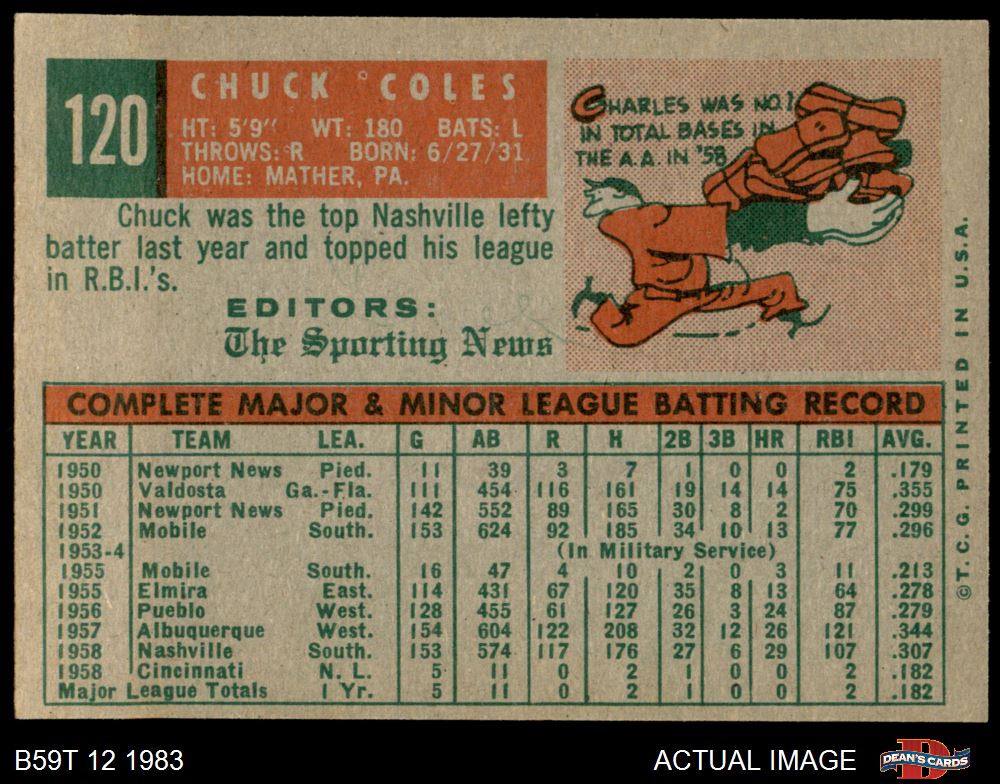 120
CHUCK COLES
HT: 5'9" WT: 180 BATS: L
THROWS: R BORN: 6/27/31
HOME: MATHER, PA.
Chuck was the top Nashville lefty
batter last year and topped his league
in R.B.I.'s.
EDITORS:
The Sporting News
CHARLES WAS NO. 1
IN TOTAL BASES IN
THE A.A. IN '58
COMPLETE MAJOR & MINOR LEAGUE BATTING RECORD
YEAR TEAM LEA. G AB R H 2B 3B HR RBI AVG.
1950 Newport News Pied. 11 39 3 7 1 0 0 2 .179
1950 Valdosta Ga.-Fla. 111 454 116 161 19 14 14 75 .355
1951 Newport News Pied. 142 552 89 165 30 8 2 70 .299
1952 Mobile South. 153 624 92 185 34 10 13 77 .296
1953-4 (In Military Service)
1955 Mobile South. 16 47 4 10 2 0 3 11 .213
1955 Elmira East. 114 431 67 120 35 8 13 64 .278
1956 Pueblo West. 128 455 61 127 26 3 24 87 .279
1957 Albuquerque West. 154 604 122 208 32 12 26 121 .344
1958 Nashville South. 153 574 117 176 27 6 29 107 .307
1958 Cincinnati N. L. 5 11 0 2 1 0 0 2 .182
Major League Totals 1 Yr. 5 11 0 2 1 0 0 2 .182
©T.C.G. PRINTED IN U.S.A.
B59T 12 1983
ACTUAL IMAGE
DEAN'S CARDS